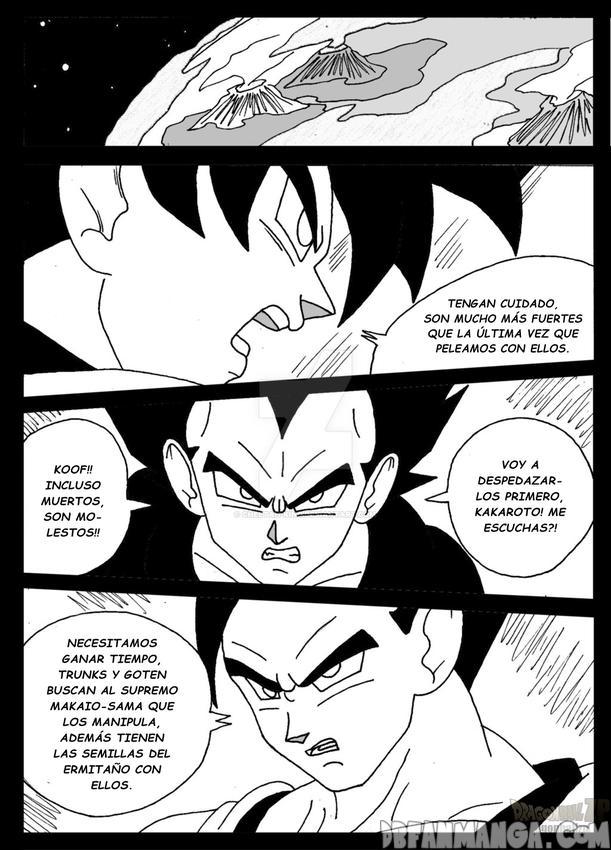 TENGAN CUIDADO,
SON MUCHO MÁS FUERTES
QUE LA ÚLTIMA VEZ QUE
PELEAMOS CON ELLOS.
KOOF!!
INCLUSO
MUERTOS,
SON MO-
LESTOS!!
VOY A
DESPEDAZAR-
LOS PRIMERO,
KAKAROTO! ME
ESCUCHAS?!
NECESITAMOS
GANAR TIEMPO,
TRUNKS Y GOTEN
BUSCAN AL SUPREMO
MAKAIO-SAMA QUE
LOS MANIPULA,
ADEMÁS TIENEN
LAS SEMILLAS DEL
ERMITAÑO CON
ELLOS.
DBFANMANGA.COM